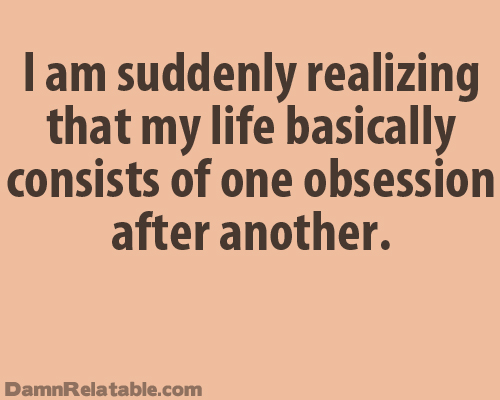 I am suddenly realizing
that my life basically
consists of one obsession
after another.
DamnRelatable.com